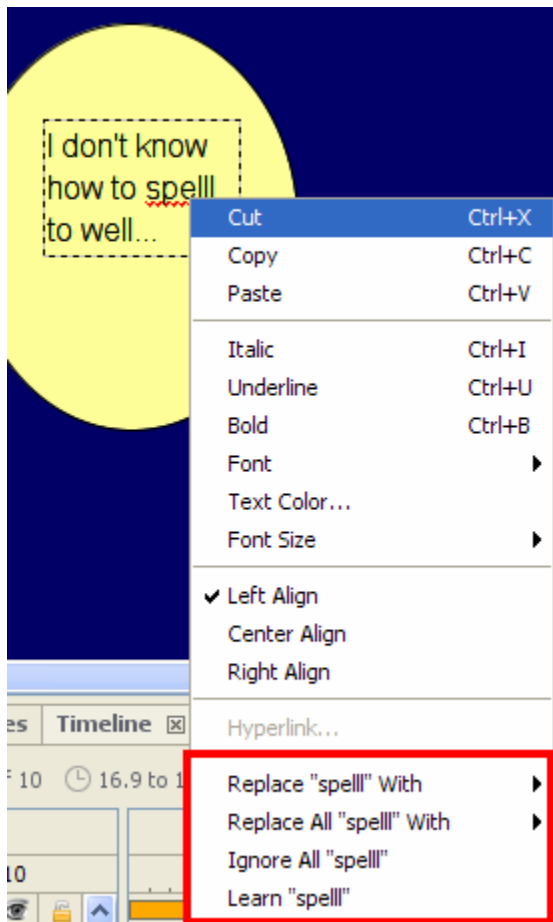 I don't know
how to spelll
to well...
Cut Ctrl+X
Copy Ctrl+C
Paste Ctrl+V
Italic Ctrl+I
Underline Ctrl+U
Bold Ctrl+B
Font
Text Color...
Font Size
Left Align
Center Align
Right Align
Hyperlink...
Timeline
10 16.9 to
Replace "spelll" With
Replace All "spelll" With
Ignore All "spelll"
10
Learn "spelll"